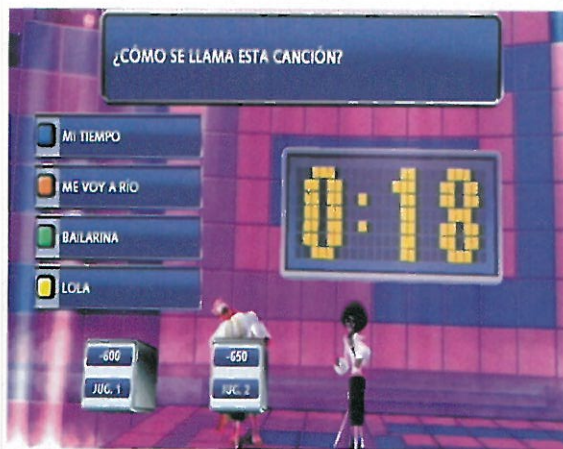 ¿CÓMO SE LLAMA ESTA CANCIÓN?
MI TIEMPO
ME VOY A RÍO
BAILARINA
LOLA
0:18
-600
JUG. 1
-650
JUG. 2